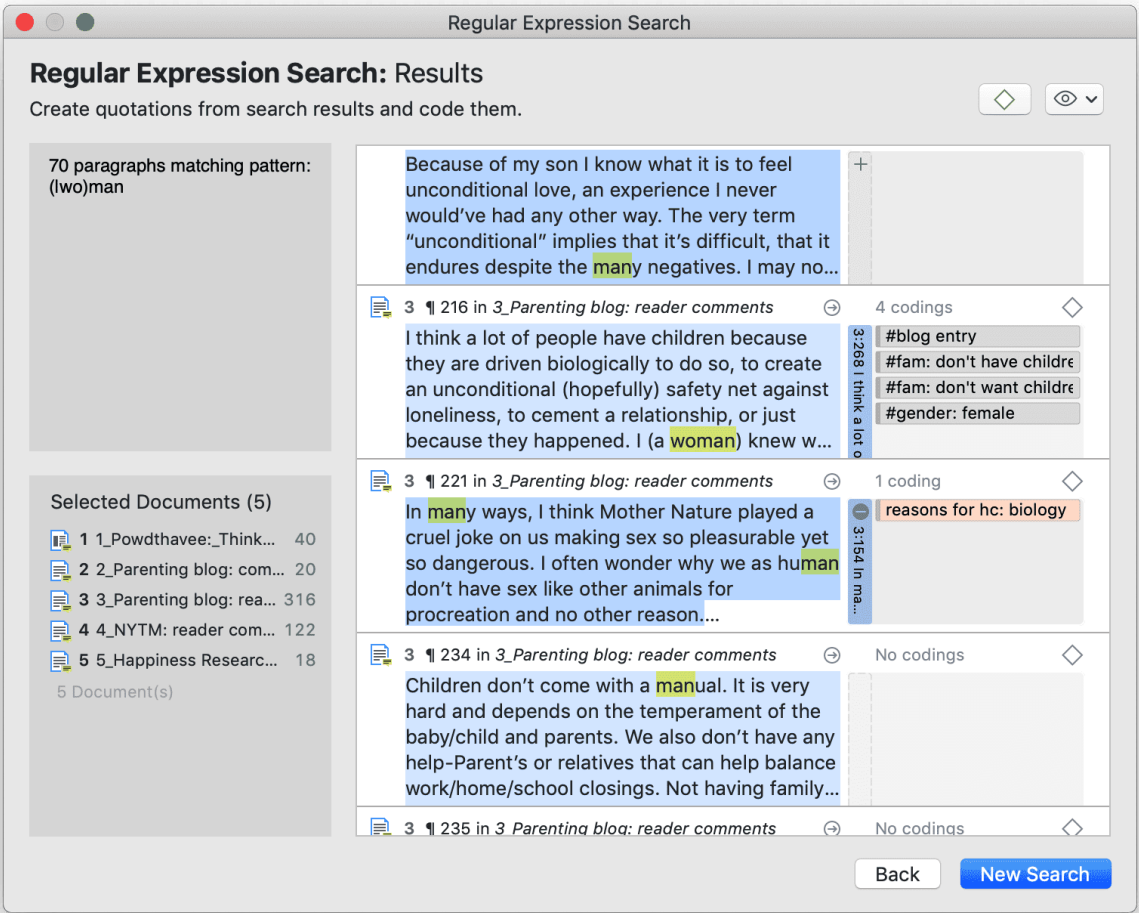 Regular Expression Search
Regular Expression Search: Results
Create quotations from search results and code them.
70 paragraphs matching pattern:
(|wo)man
Selected Documents (5)
1 1_Powdthavee:_Think... 40
2 2_Parenting blog: com... 20
3 3_Parenting blog: rea... 316
4 4_NYTM: reader com... 122
5 5_Happiness Researc... 18
5 Document(s)
Because of my son I know what it is to feel
unconditional love, an experience I never
would’ve had any other way. The very term
“unconditional” implies that it’s difficult, that it
endures despite the many negatives. I may no...
+
3 ¶ 216 in 3_Parenting blog: reader comments
4 codings
I think a lot of people have children because
they are driven biologically to do so, to create
an unconditional (hopefully) safety net against
loneliness, to cement a relationship, or just
because they happened. I (a woman) knew w...
3:268 I think a lot o
#blog entry
#fam: don't have childre
#fam: don't want childre
#gender: female
3 ¶ 221 in 3_Parenting blog: reader comments
1 coding
In many ways, I think Mother Nature played a
cruel joke on us making sex so pleasurable yet
so dangerous. I often wonder why we as human
don’t have sex like other animals for
procreation and no other reason....
3:154 In ma...
reasons for hc: biology
3 ¶ 234 in 3_Parenting blog: reader comments
No codings
Children don’t come with a manual. It is very
hard and depends on the temperament of the
baby/child and parents. We also don’t have any
help-Parent’s or relatives that can help balance
work/home/school closings. Not having family...
3 ¶ 235 in 3_Parenting blog: reader comments
No codings
Back
New Search